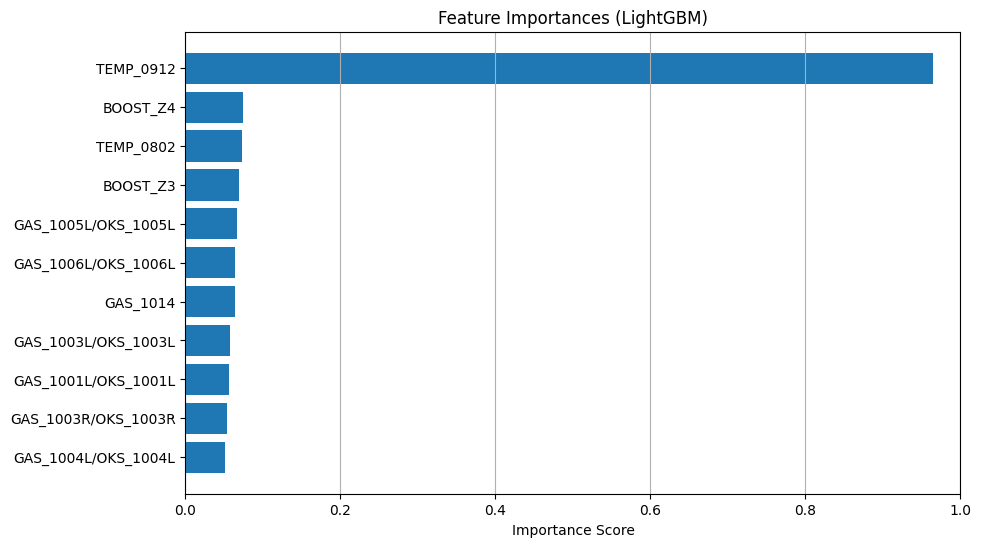 Feature Importances (LightGBM)
TEMP_0912
BOOST_Z4
TEMP_0802
BOOST_Z3
GAS_1005L/OKS_1005L
GAS_1006L/OKS_1006L
GAS_1014
GAS_1003L/OKS_1003L
GAS_1001L/OKS_1001L
GAS_1003R/OKS_1003R
GAS_1004L/OKS_1004L
0.0 0.2 0.4 0.6 0.8 1.0
Importance Score